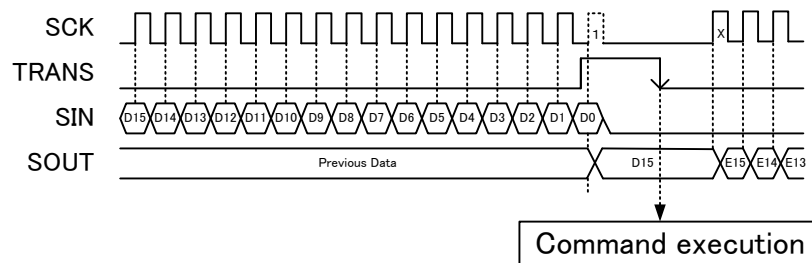 SCK 1 X
TRANS
SIN D15 D14 D13 D12 D11 D10 D9 D8 D7 D6 D5 D4 D3 D2 D1 D0
SOUT Previous Data D15 E15 E14 E13
Command execution